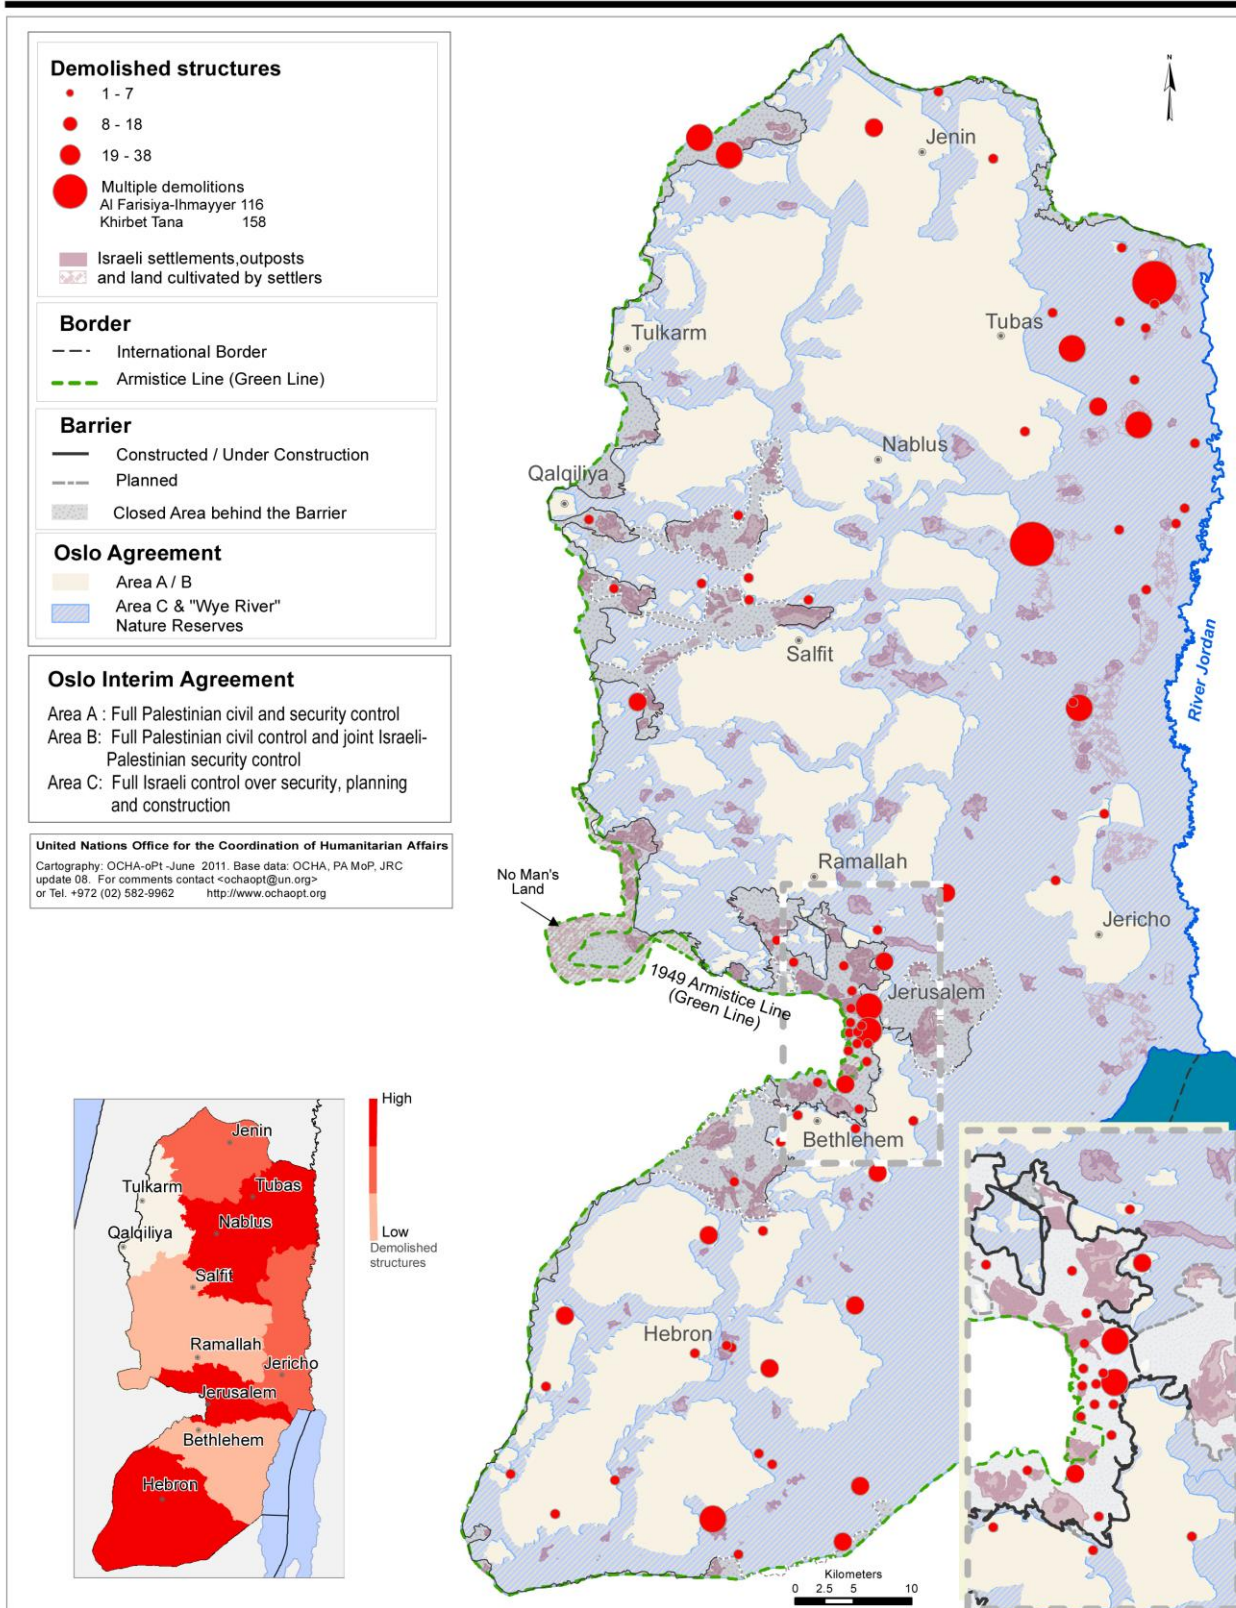 Demolished structures
1 - 7
8 - 18
19 - 38
Multiple demolitions
Al Farisiya-Ihmayyer 116
Khirbet Tana 158
Israeli settlements,outposts
and land cultivated by settlers
Border
International Border
Armistice Line (Green Line)
Barrier
Constructed / Under Construction
Planned
Closed Area behind the Barrier
Oslo Agreement
Area A / B
Area C & "Wye River"
Nature Reserves
Oslo Interim Agreement
Area A : Full Palestinian civil and security control
Area B: Full Palestinian civil control and joint Israeli-
Palestinian security control
Area C: Full Israeli control over security, planning
and construction
United Nations Office for the Coordination of Humanitarian Affairs
Cartography: OCHA-oPt -June 2011. Base data: OCHA, PA MoP, JRC
update 08. For comments contact <ochaopt@un.org>
or Tel. +972 (02) 582-9962 http://www.ochaopt.org
N
Jenin
Tulkarm
Tubas
Nablus
Qalqiliya
Salfit
River Jordan
Ramallah
No Man's
Land
Jericho
1949 Armistice Line
(Green Line)
Jerusalem
Bethlehem
Hebron
Kilometers
0 2.5 5 10
High
Low
Demolished
structures
Jenin
Tulkarm
Tubas
Nablus
Qalqiliya
Salfit
Ramallah
Jericho
Jerusalem
Bethlehem
Hebron